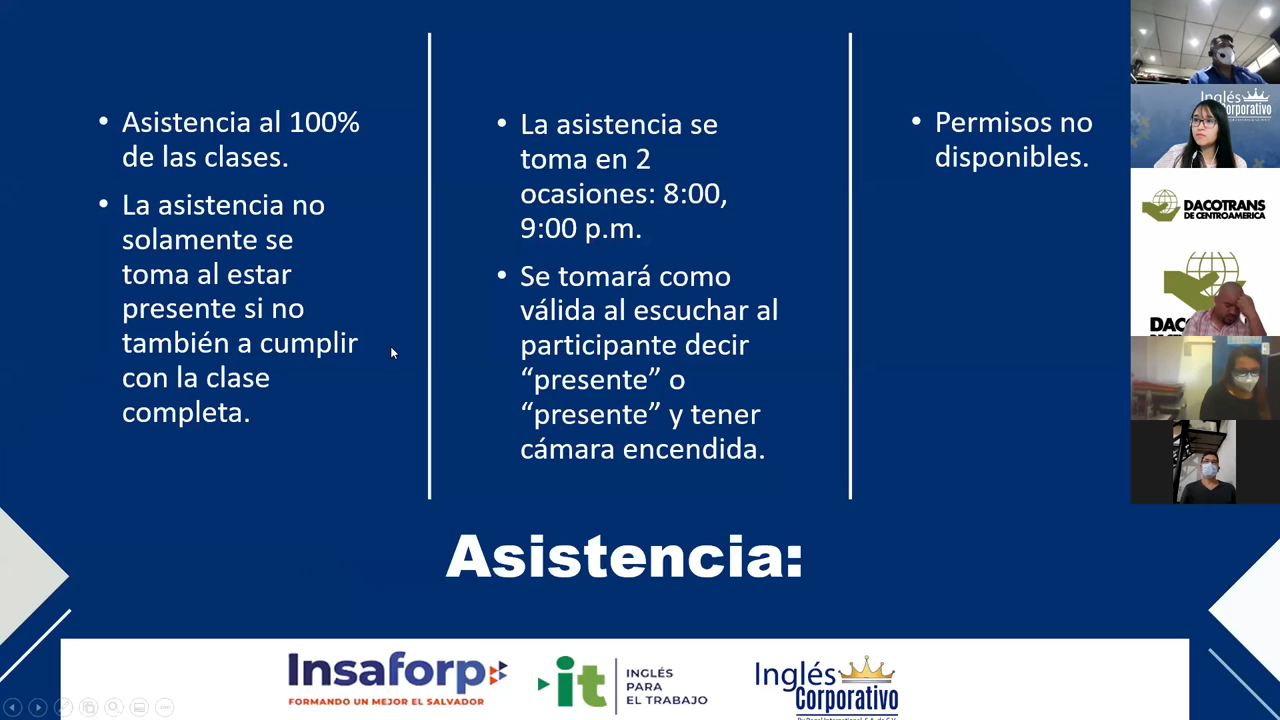 • Asistencia al 100%
de las clases.
• La asistencia no
solamente se
toma al estar
presente si no
también a cumplir
con la clase
completa.
• La asistencia se
toma en 2
ocasiones: 8:00,
9:00 p.m.
• Se tomará como
válida al escuchar al
participante decir
“presente” o
“presente” y tener
cámara encendida.
• Permisos no
disponibles.
Asistencia:
Insaforp
FORMANDO UN MEJOR EL SALVADOR
it
INGLÉS
PARA
EL TRABAJO
Inglés
Corporativo
Inglés
Corporativo
DACOTRANS
DE CENTROAMERICA